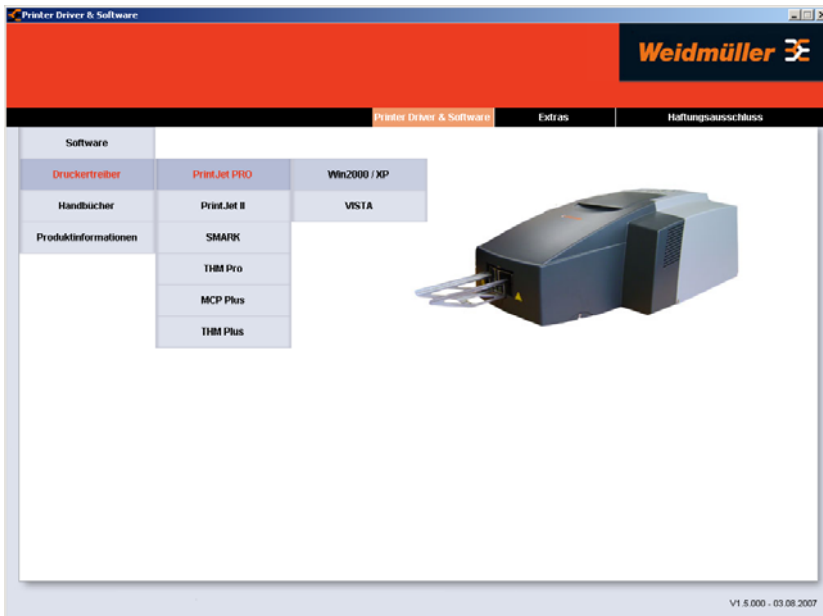 Printer Driver & Software
Weidmüller
Printer Driver & Software Extras Haftungsausschluss
Software
Druckertreiber PrintJet PRO Win2000 / XP
Handbücher PrintJet II VISTA
Produktinformationen SMARK
THM Pro
MCP Plus
THM Plus
V1.5.000 - 03.08.2007